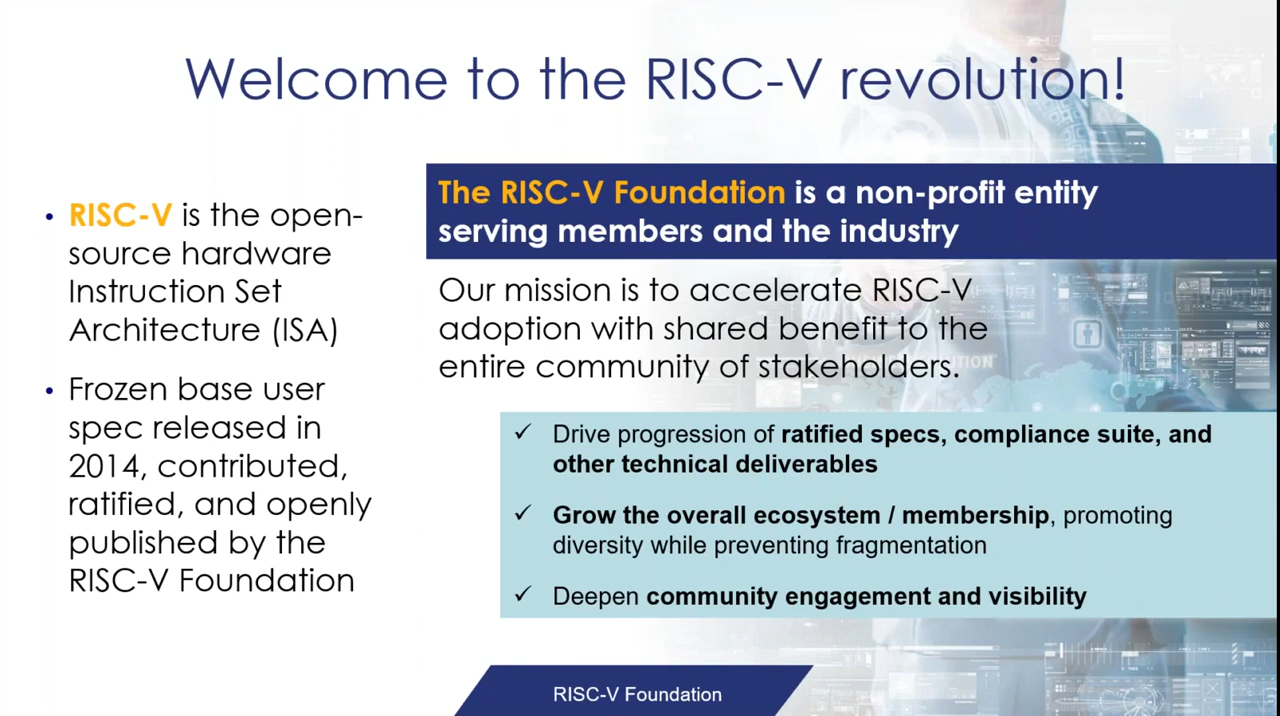 Welcome to the RISC-V revolution!
• RISC-V is the open-
source hardware
Instruction Set
Architecture (ISA)
• Frozen base user
spec released in
2014, contributed,
ratified, and openly
published by the
RISC-V Foundation
The RISC-V Foundation is a non-profit entity
serving members and the industry
Our mission is to accelerate RISC-V
adoption with shared benefit to the
entire community of stakeholders.
✓ Drive progression of ratified specs, compliance suite, and
other technical deliverables
✓ Grow the overall ecosystem / membership, promoting
diversity while preventing fragmentation
✓ Deepen community engagement and visibility
RISC-V Foundation